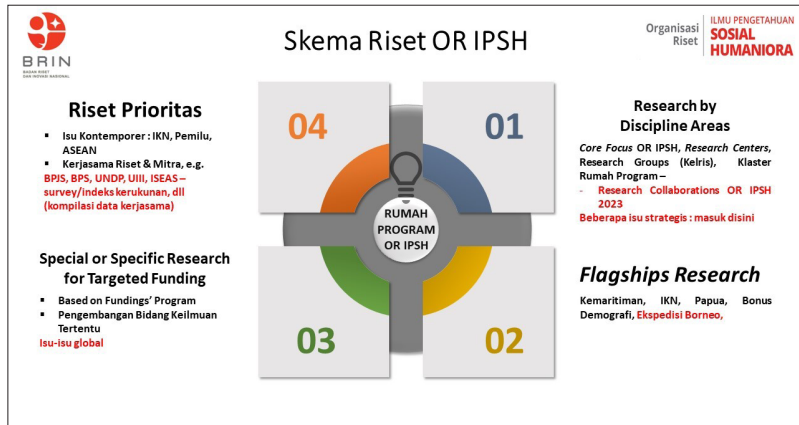 BRIN
BADAN RISET
DAN INOVASI NASIONAL
Skema Riset OR IPSH
Organisasi
Riset
ILMU PENGETAHUAN
SOSIAL
HUMANIORA
Riset Prioritas
▪ Isu Kontemporer : IKN, Pemilu,
ASEAN
▪ Kerjasama Riset & Mitra, e.g.
BPJS, BPS, UNDP, UIII, ISEAS –
survey/indeks kerukunan, dll
(kompilasi data kerjasama)
Special or Specific Research
for Targeted Funding
▪ Based on Fundings' Program
▪ Pengembangan Bidang Keilmuan
Tertentu
Isu-isu global
04
01
RUMAH
PROGRAM
OR IPSH
03
02
Research by
Discipline Areas
Core Focus OR IPSH, Research Centers,
Research Groups (Kelris), Klaster
Rumah Program –
- Research Collaborations OR IPSH
2023
Beberapa isu strategis : masuk disini
Flagships Research
Kemaritiman, IKN, Papua, Bonus
Demografi, Ekspedisi Borneo,